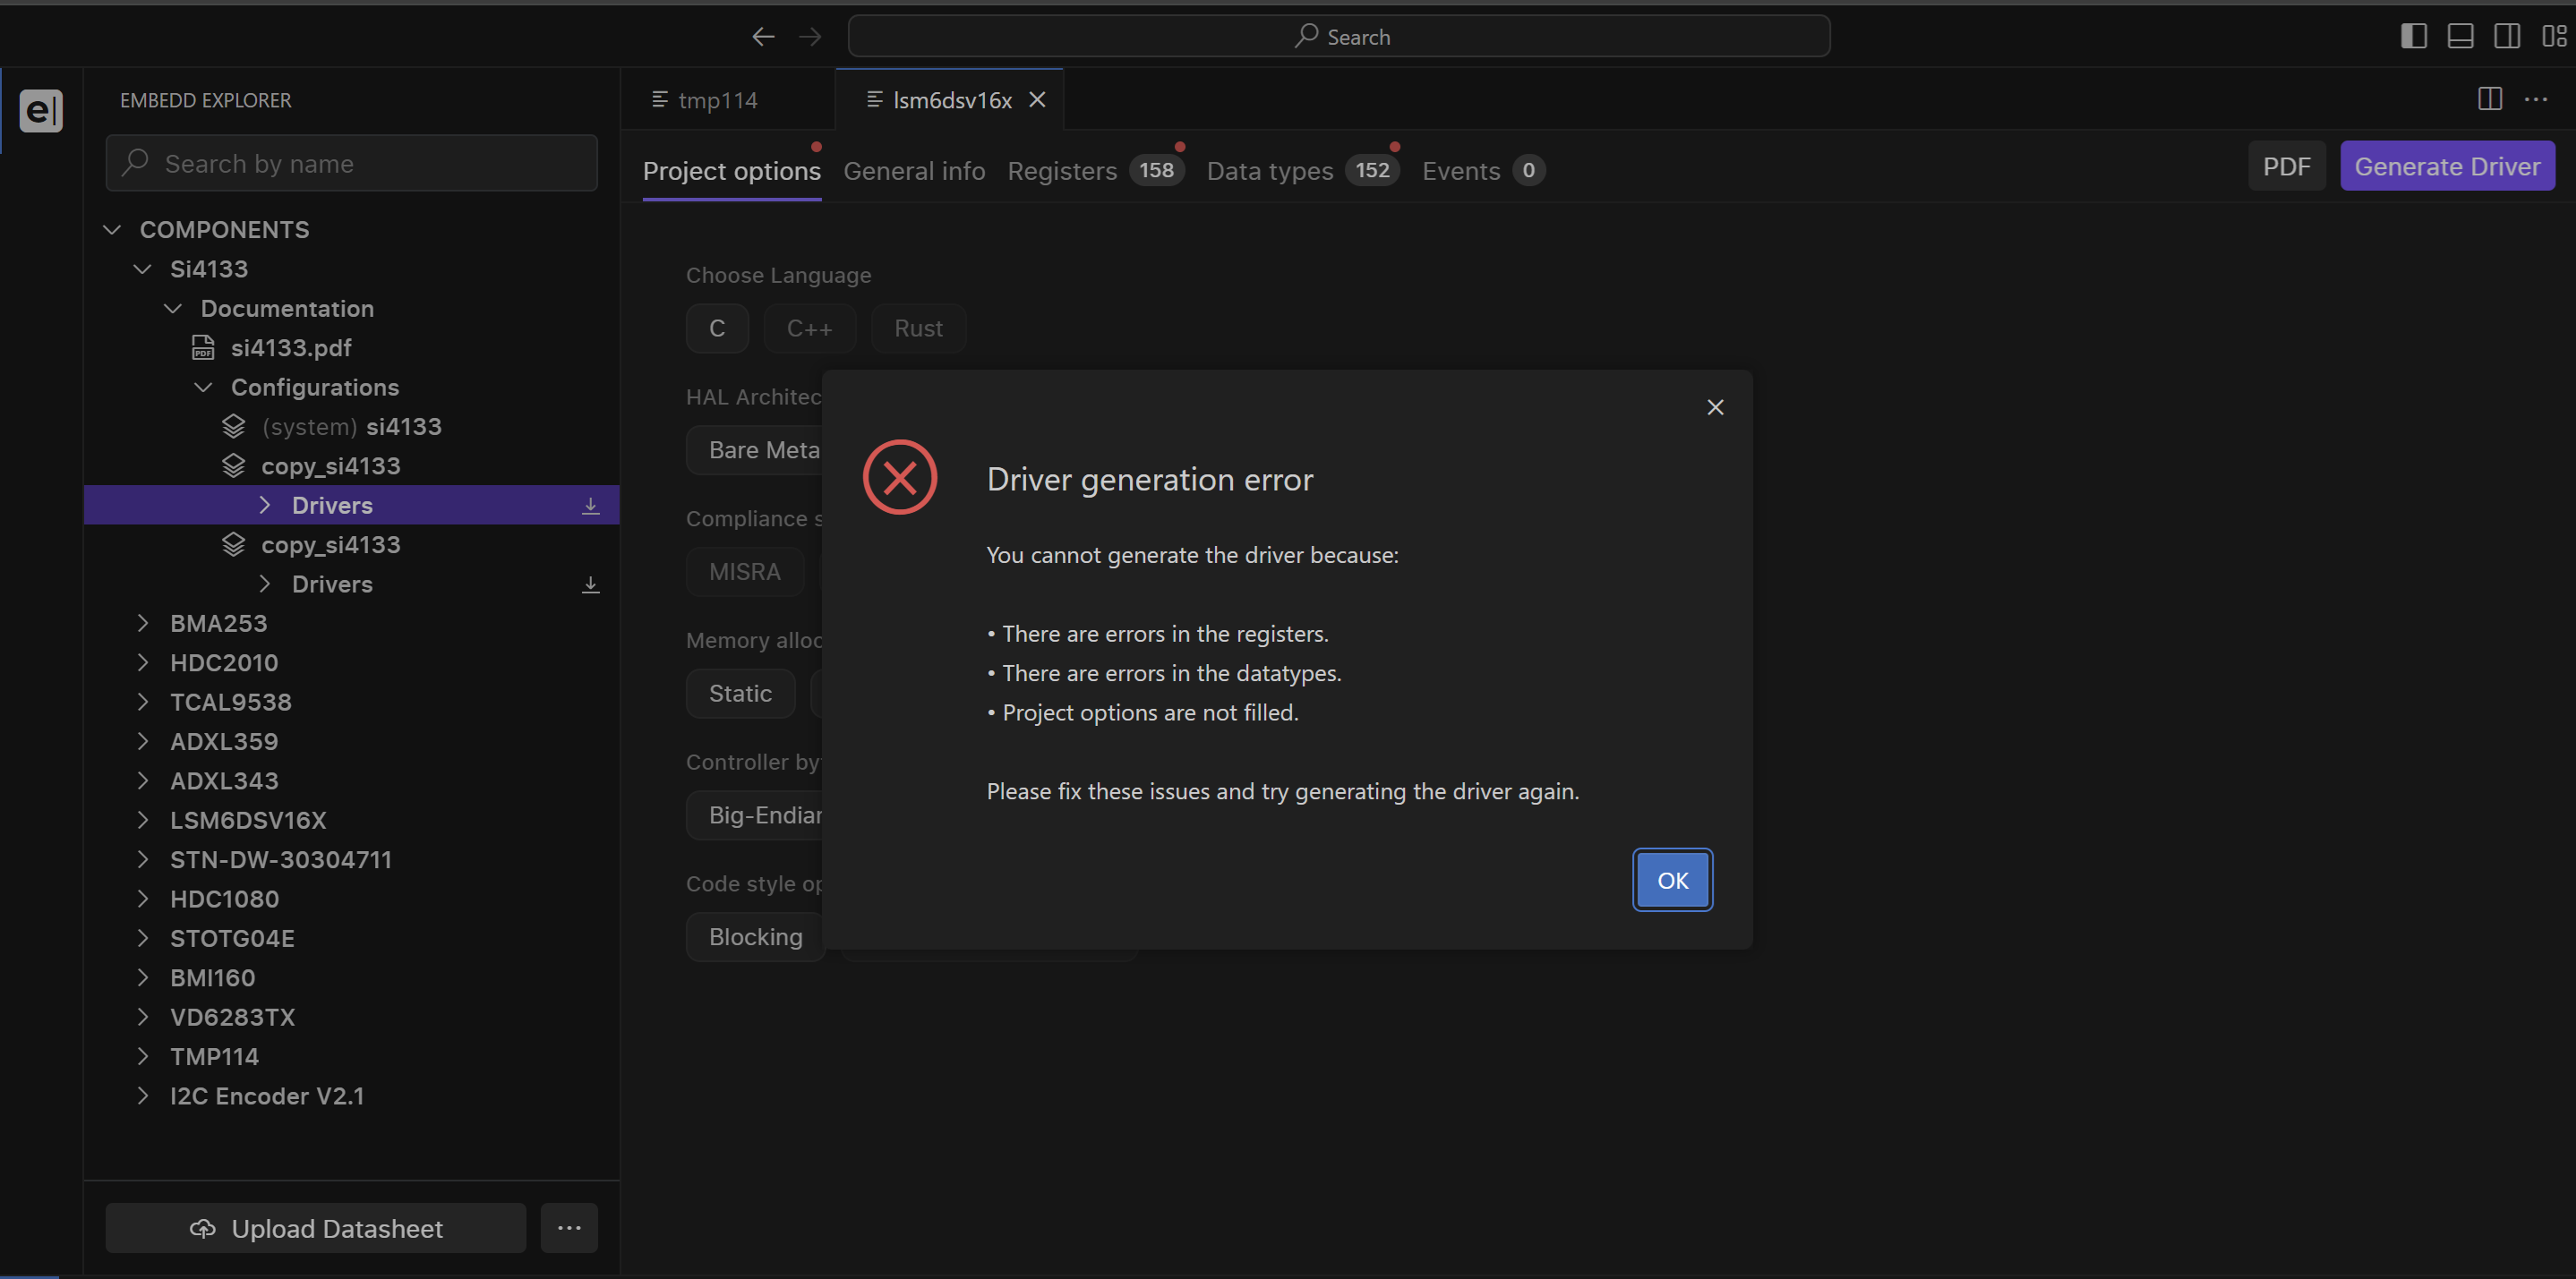 Search
e|
EMBEDD EXPLORER
Search by name
COMPONENTS
Si4133
Documentation
PDF si4133.pdf
Configurations
(system) si4133
copy_si4133
Drivers
copy_si4133
Drivers
BMA253
HDC2010
TCAL9538
ADXL359
ADXL343
LSM6DSV16X
STN-DW-30304711
HDC1080
STOTG04E
BMI160
VD6283TX
TMP114
I2C Encoder V2.1
Upload Datasheet ···
tmp114 lsm6dsv16x
Project options General info Registers 158 Data types 152 Events 0
PDF Generate Driver
Choose Language
C C++ Rust
HAL Architec
Bare Meta
Compliance s
MISRA
Memory alloc
Static
Controller by
Big-Endian
Code style op
Blocking
Driver generation error
You cannot generate the driver because:
• There are errors in the registers.
• There are errors in the datatypes.
• Project options are not filled.
Please fix these issues and try generating the driver again.
OK